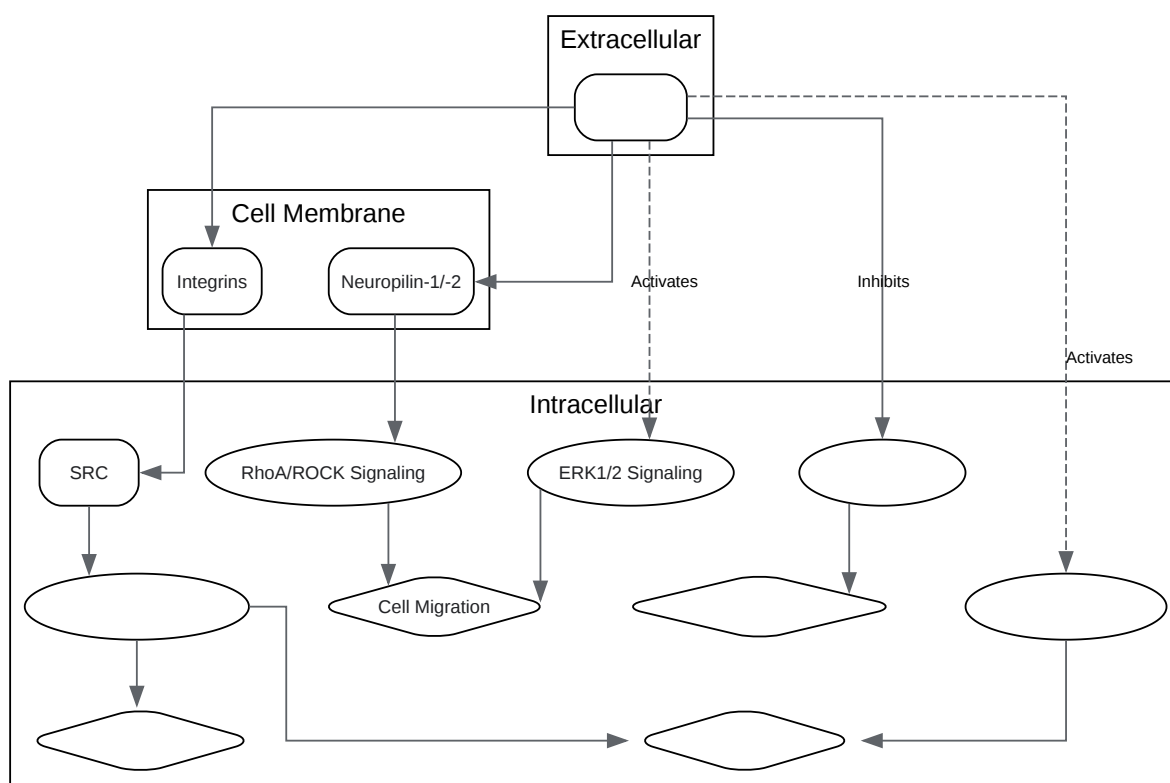 Extracellular
Cell Membrane
Integrins
Neuropilin-1/-2
Activates
Inhibits
Activates
Intracellular
SRC
RhoA/ROCK Signaling
ERK1/2 Signaling
Cell Migration